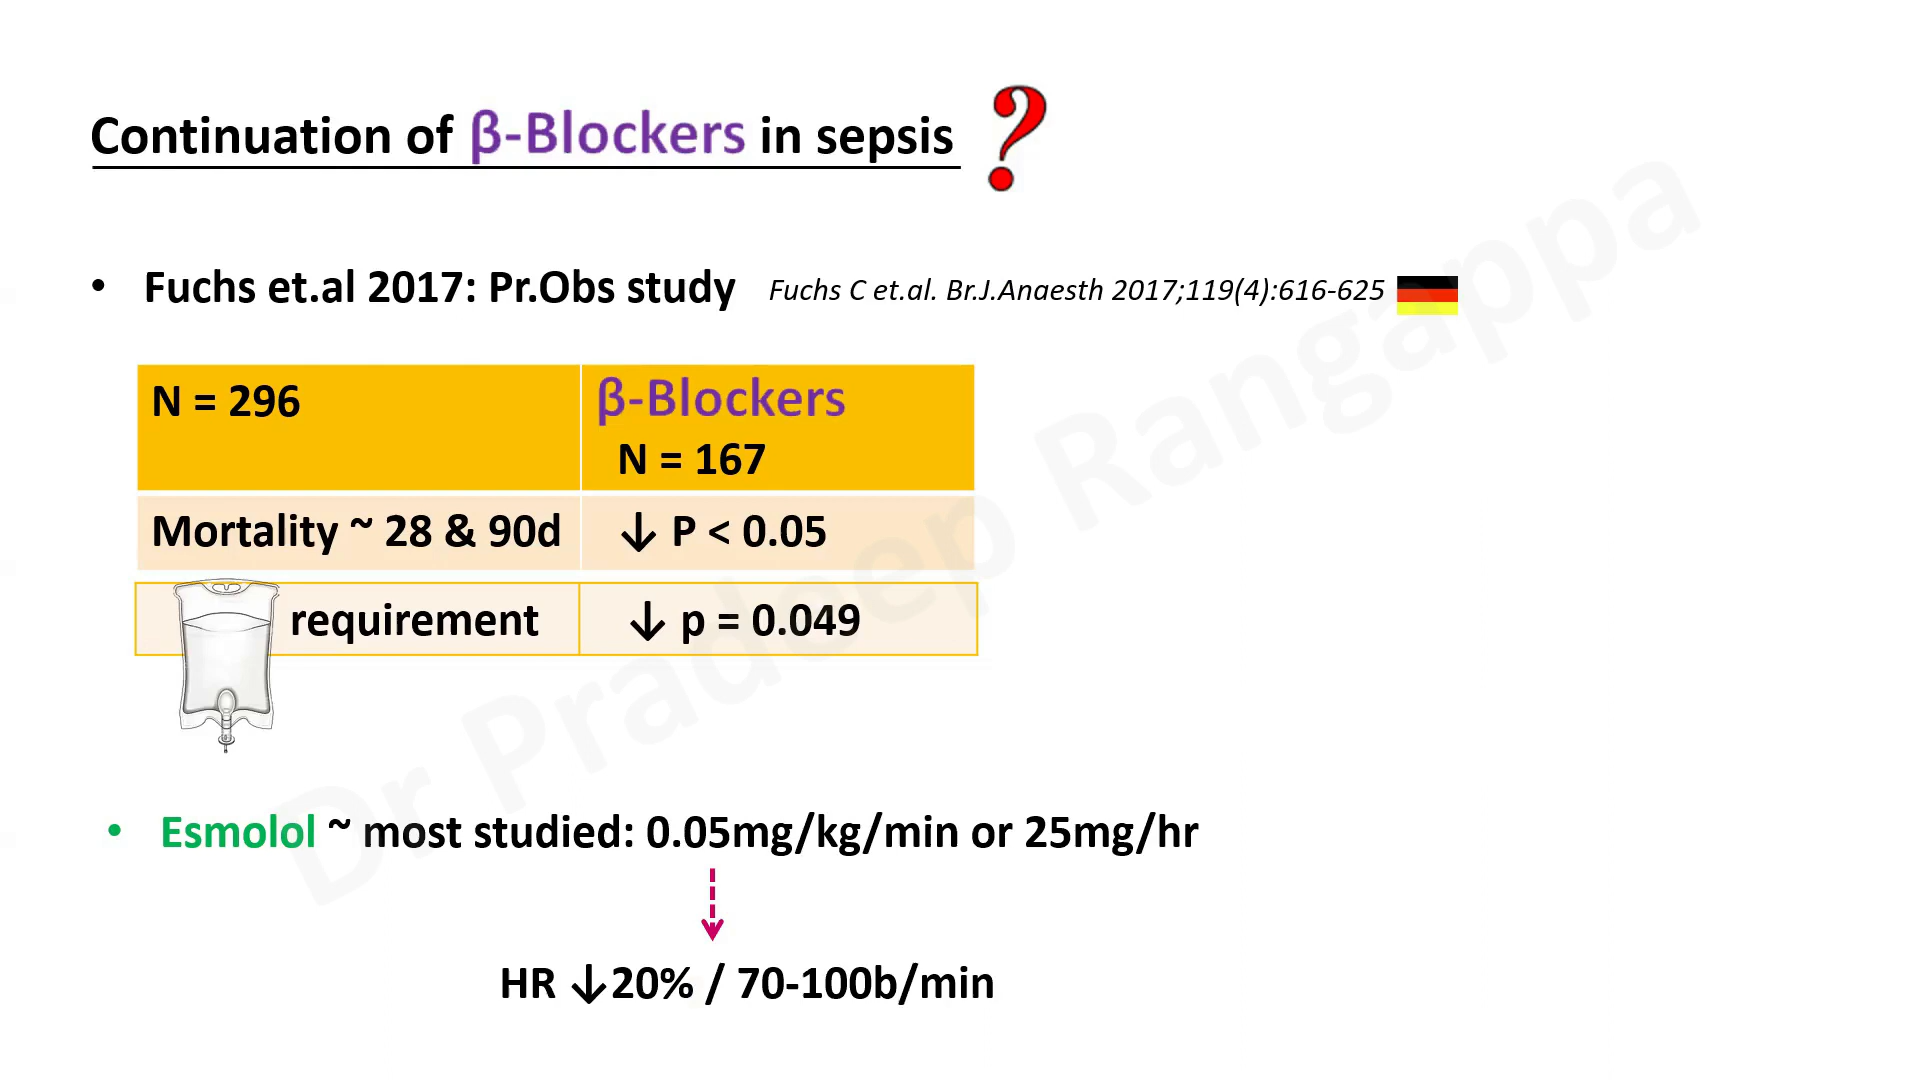 Continuation of β-Blockers in sepsis ?
• Fuchs et.al 2017: Pr.Obs study Fuchs C et.al. Br.J.Anaesth 2017;119(4):616-625
N = 296
β-Blockers
N = 167
Mortality ~ 28 & 90d
↓ P < 0.05
requirement
↓ p = 0.049
• Esmolol ~ most studied: 0.05mg/kg/min or 25mg/hr
HR ↓20% / 70-100b/min
Dr Pradeep Rangappa